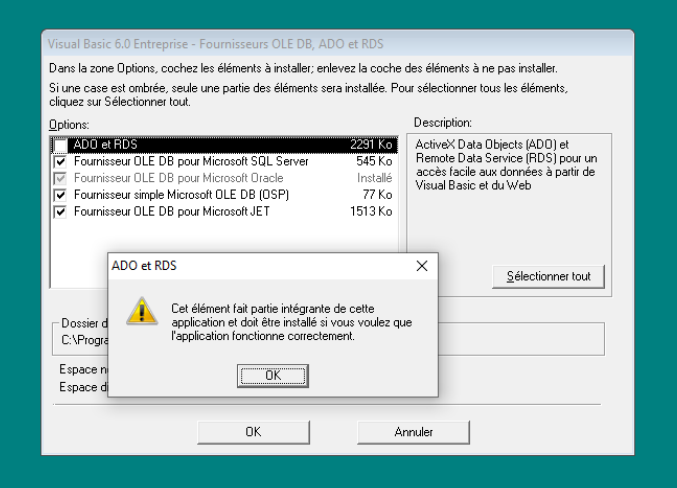 Visual Basic 6.0 Entreprise - Fournisseurs OLE DB, ADO et RDS
Dans la zone Options, cochez les éléments à installer; enlevez la coche des éléments à ne pas installer.
Si une case est ombrée, seule une partie des éléments sera installée. Pour sélectionner tous les éléments,
cliquez sur Sélectionner tout.
Options:
ADO et RDS 2291 Ko
Fournisseur OLE DB pour Microsoft SQL Server 545 Ko
Fournisseur OLE DB pour Microsoft Oracle Installé
Fournisseur simple Microsoft OLE DB (OSP) 77 Ko
Fournisseur OLE DB pour Microsoft JET 1513 Ko
Description:
ActiveX Data Objects (ADO) et
Remote Data Service (RDS) pour un
accès facile aux données à partir de
Visual Basic et du Web
Sélectionner tout
ADO et RDS
Cet élément fait partie intégrante de cette
application et doit être installé si vous voulez que
l'application fonctionne correctement.
OK
Dossier d
C:\Progra
Espace n
Espace di
OK
Annuler